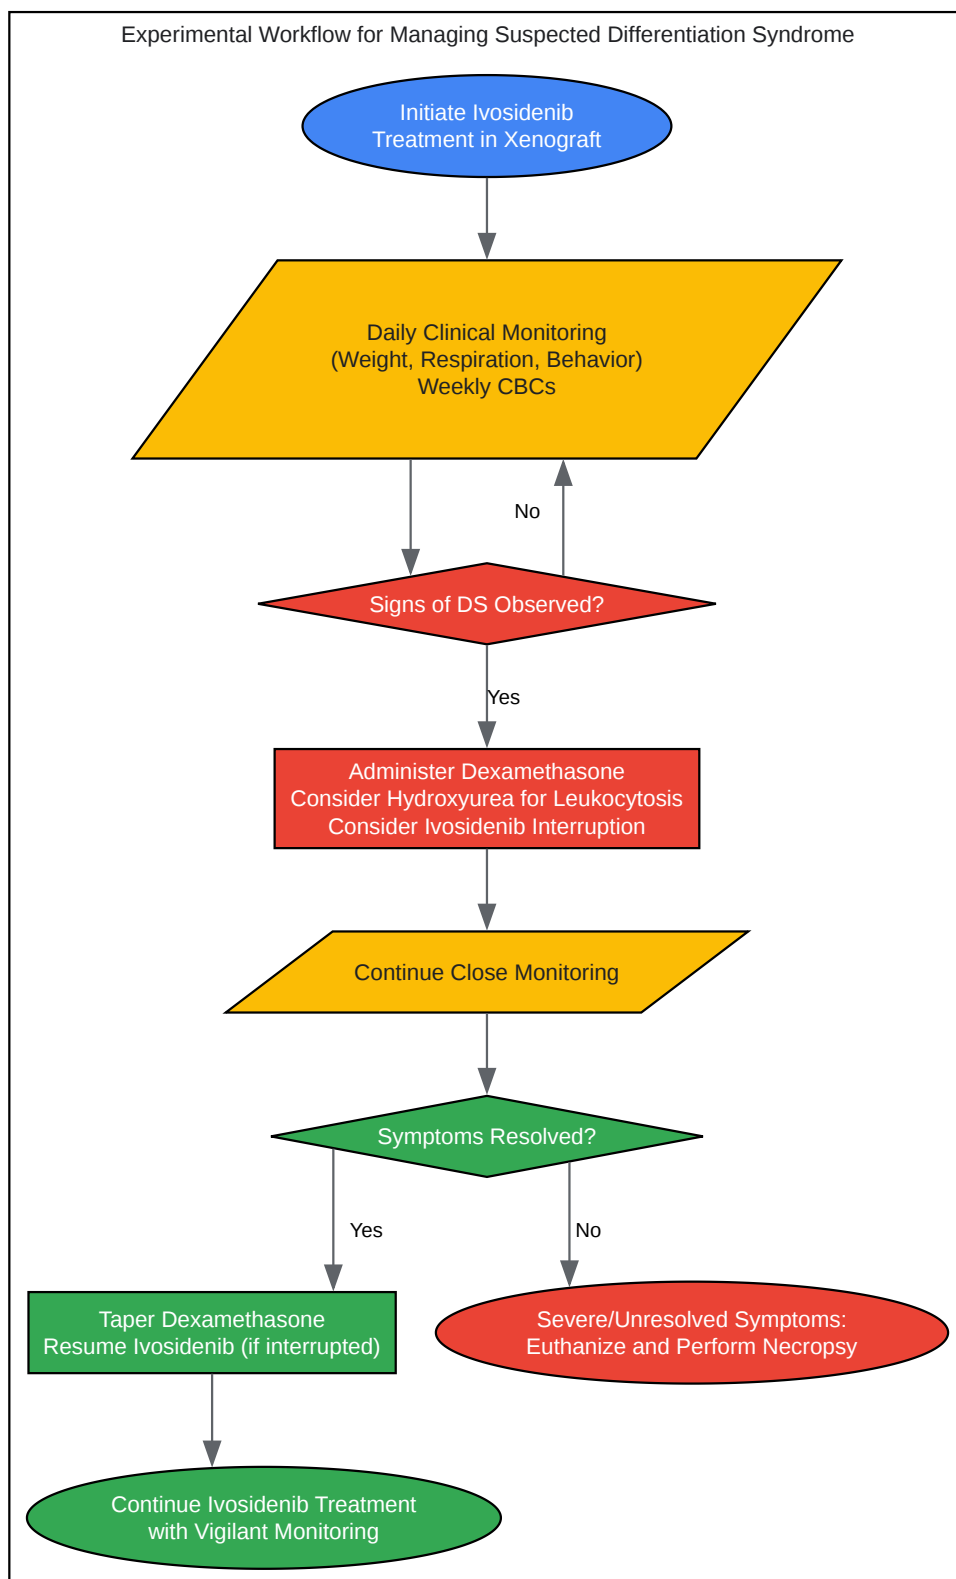 Experimental Workflow for Managing Suspected Differentiation Syndrome
Initiate Ivosidenib
Treatment in Xenograft
Daily Clinical Monitoring
(Weight, Respiration, Behavior)
Weekly CBCs
No
Signs of DS Observed?
Yes
Administer Dexamethasone
Consider Hydroxyurea for Leukocytosis
Consider Ivosidenib Interruption
Continue Close Monitoring
Symptoms Resolved?
Yes
No
Taper Dexamethasone
Resume Ivosidenib (if interrupted)
Severe/Unresolved Symptoms:
Euthanize and Perform Necropsy
Continue Ivosidenib Treatment
with Vigilant Monitoring